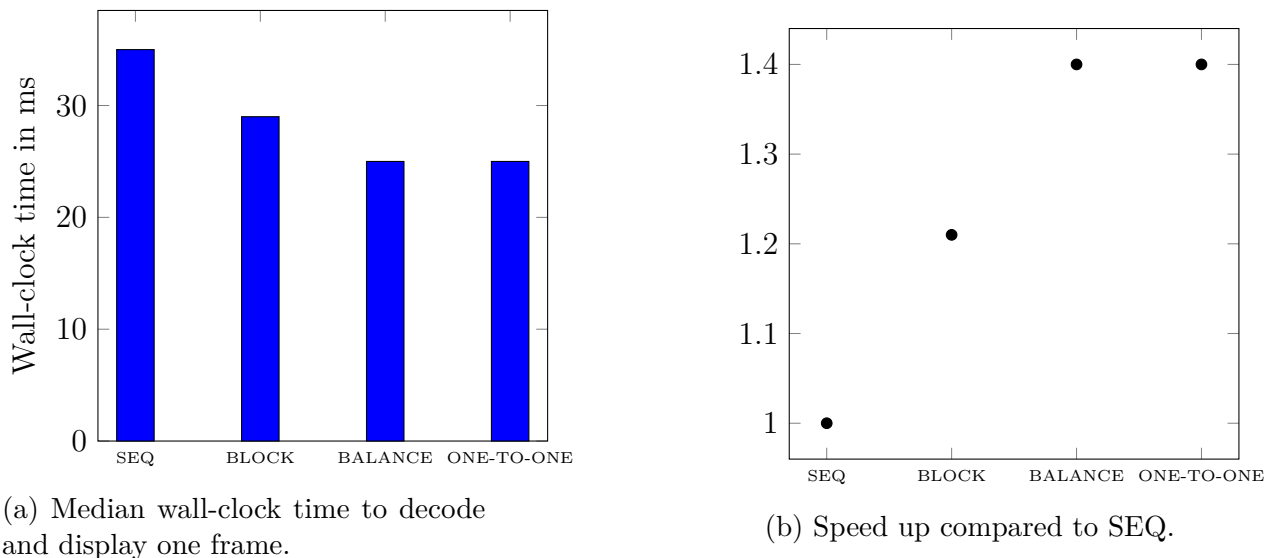 Wall-clock time in ms
30
20
10
0
SEQ BLOCK BALANCE ONE-TO-ONE
(a) Median wall-clock time to decode
and display one frame.
1.4
1.3
1.2
1.1
1
SEQ BLOCK BALANCE ONE-TO-ONE
(b) Speed up compared to SEQ.